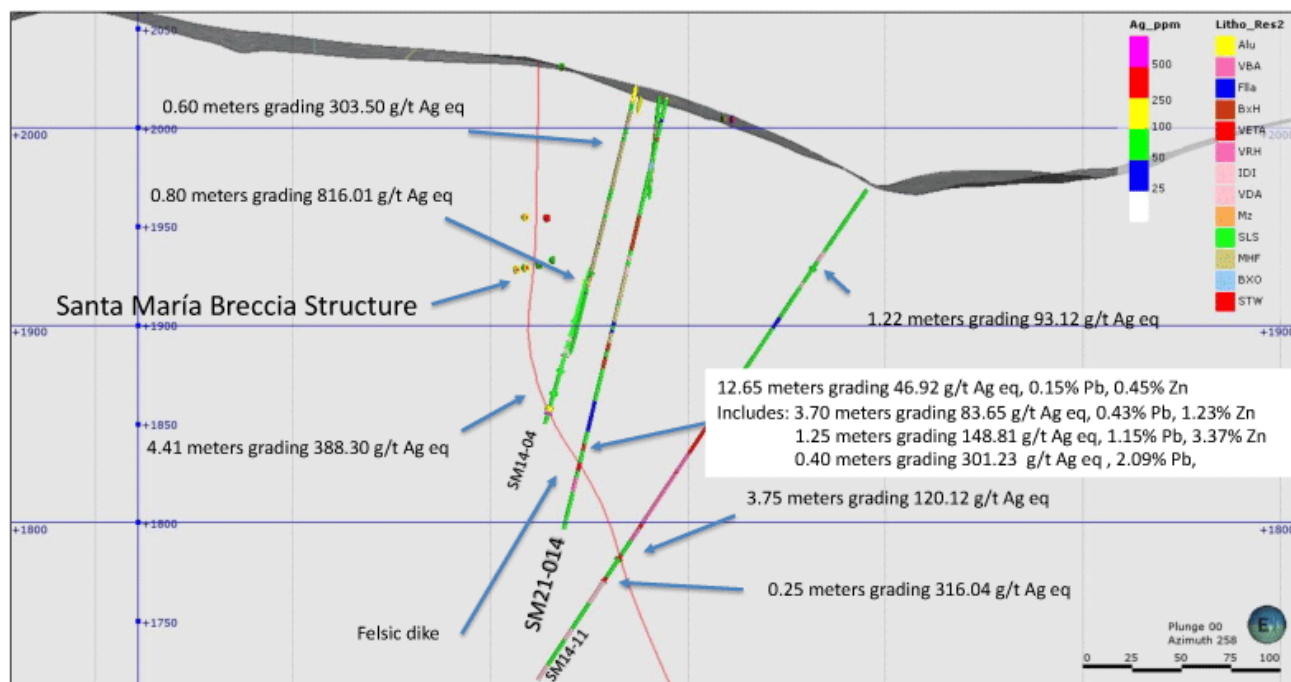 +2050
+2000
+1950
+1900
+1850
+1800
+1750
+2000
+1900
+1800
0.60 meters grading 303.50 g/t Ag eq
0.80 meters grading 816.01 g/t Ag eq
Santa María Breccia Structure
4.41 meters grading 388.30 g/t Ag eq
SM14-04
SM21-014
SM14-11
Felsic dike
1.22 meters grading 93.12 g/t Ag eq
12.65 meters grading 46.92 g/t Ag eq, 0.15% Pb, 0.45% Zn
Includes: 3.70 meters grading 83.65 g/t Ag eq, 0.43% Pb, 1.23% Zn
1.25 meters grading 148.81 g/t Ag eq, 1.15% Pb, 3.37% Zn
0.40 meters grading 301.23 g/t Ag eq , 2.09% Pb,
3.75 meters grading 120.12 g/t Ag eq
0.25 meters grading 316.04 g/t Ag eq
Ag_ppm
500
250
100
50
25
Litho_Res2
Alu
VBA
Flla
BxH
VETA
VRH
IDI
VDA
Mz
SLS
MHF
BXO
STW
+2000
+1900
+1800
Plunge 00
Azimuth 258
E
0 25 50 75 100